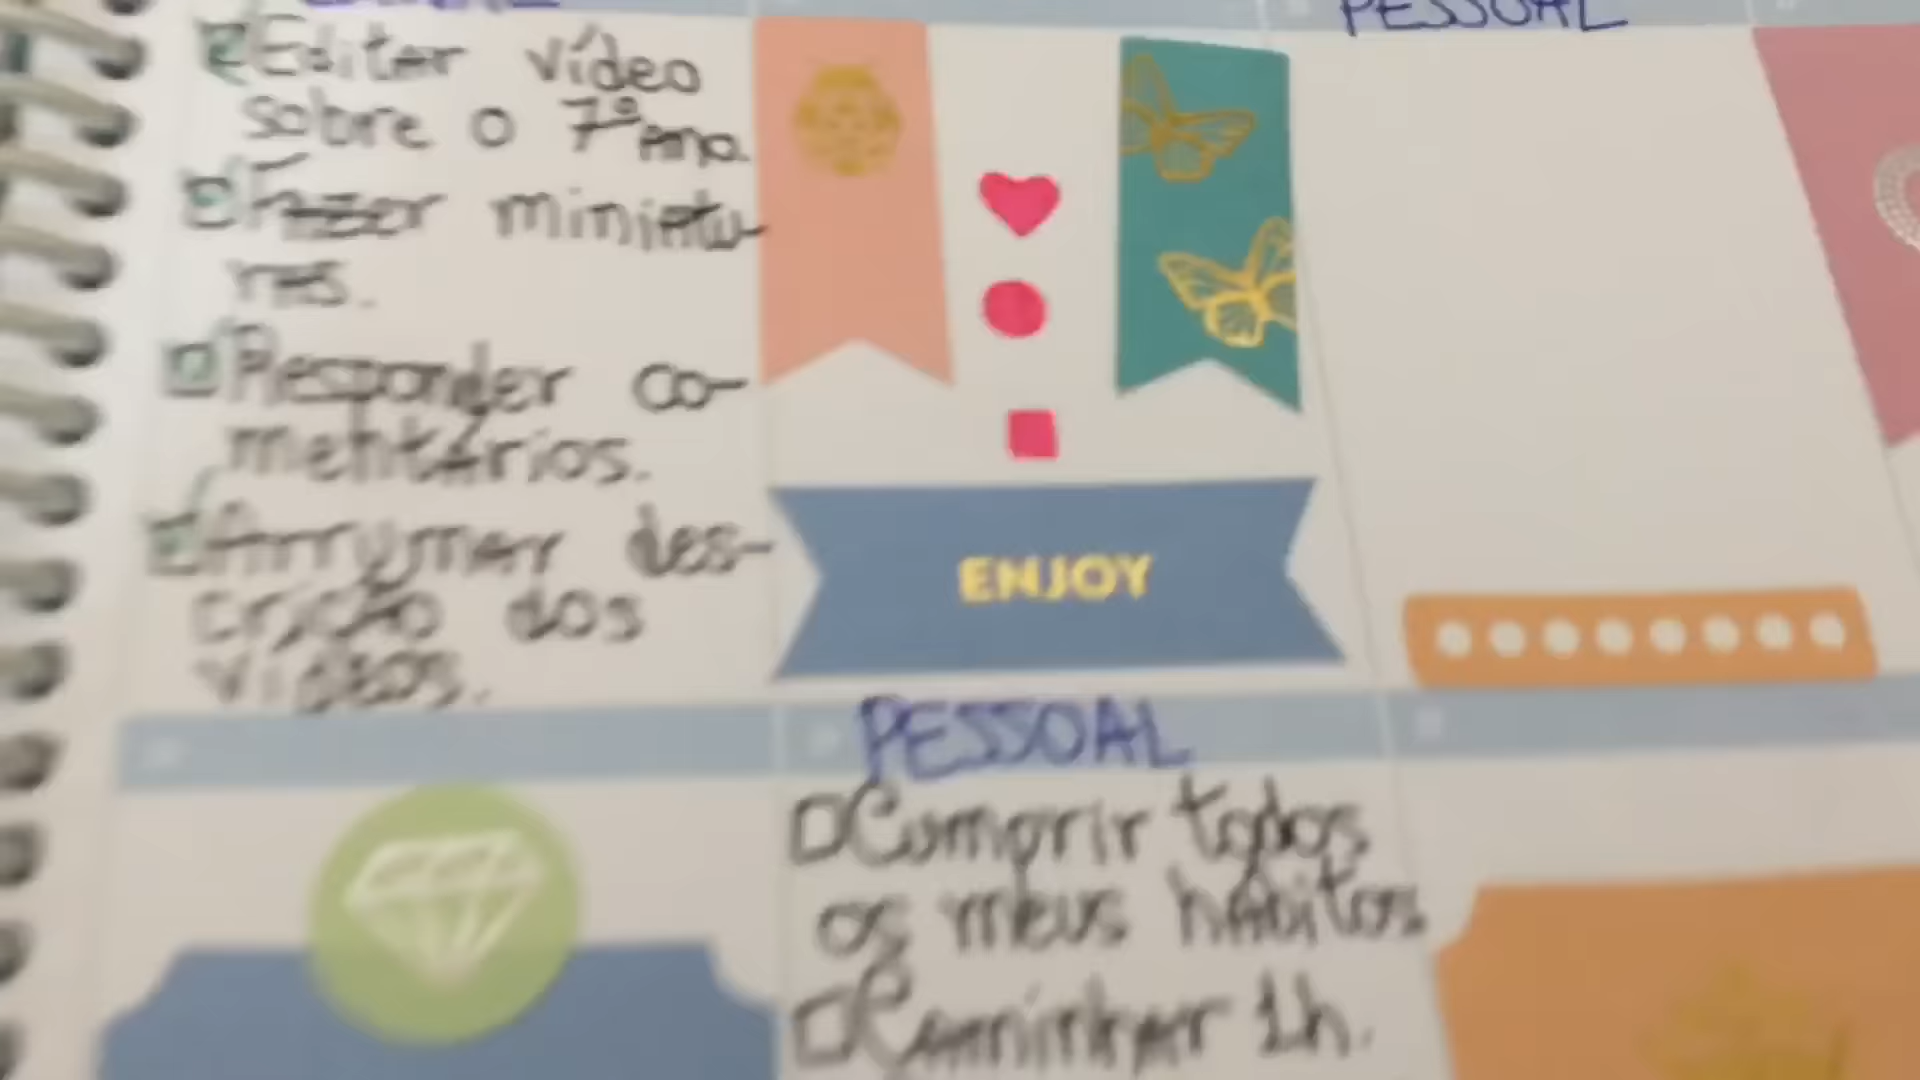 PESSOAL
Editar vídeo
sobre o 7º Ano.
Fazer miniatu-
ras.
Responder co-
mentários.
Arrumar des-
crição dos
vídeos.
ENJOY
PESSOAL
Cumprir todos
os meus hábitos
Caminhar 1h.